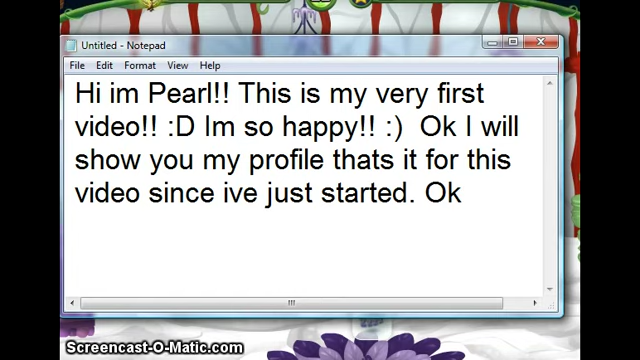 Untitled - Notepad
File Edit Format View Help
Hi im Pearl!! This is my very first
video!! :D Im so happy!! :)  Ok I will
show you my profile thats it for this
video since ive just started. Ok
Screencast-O-Matic.com